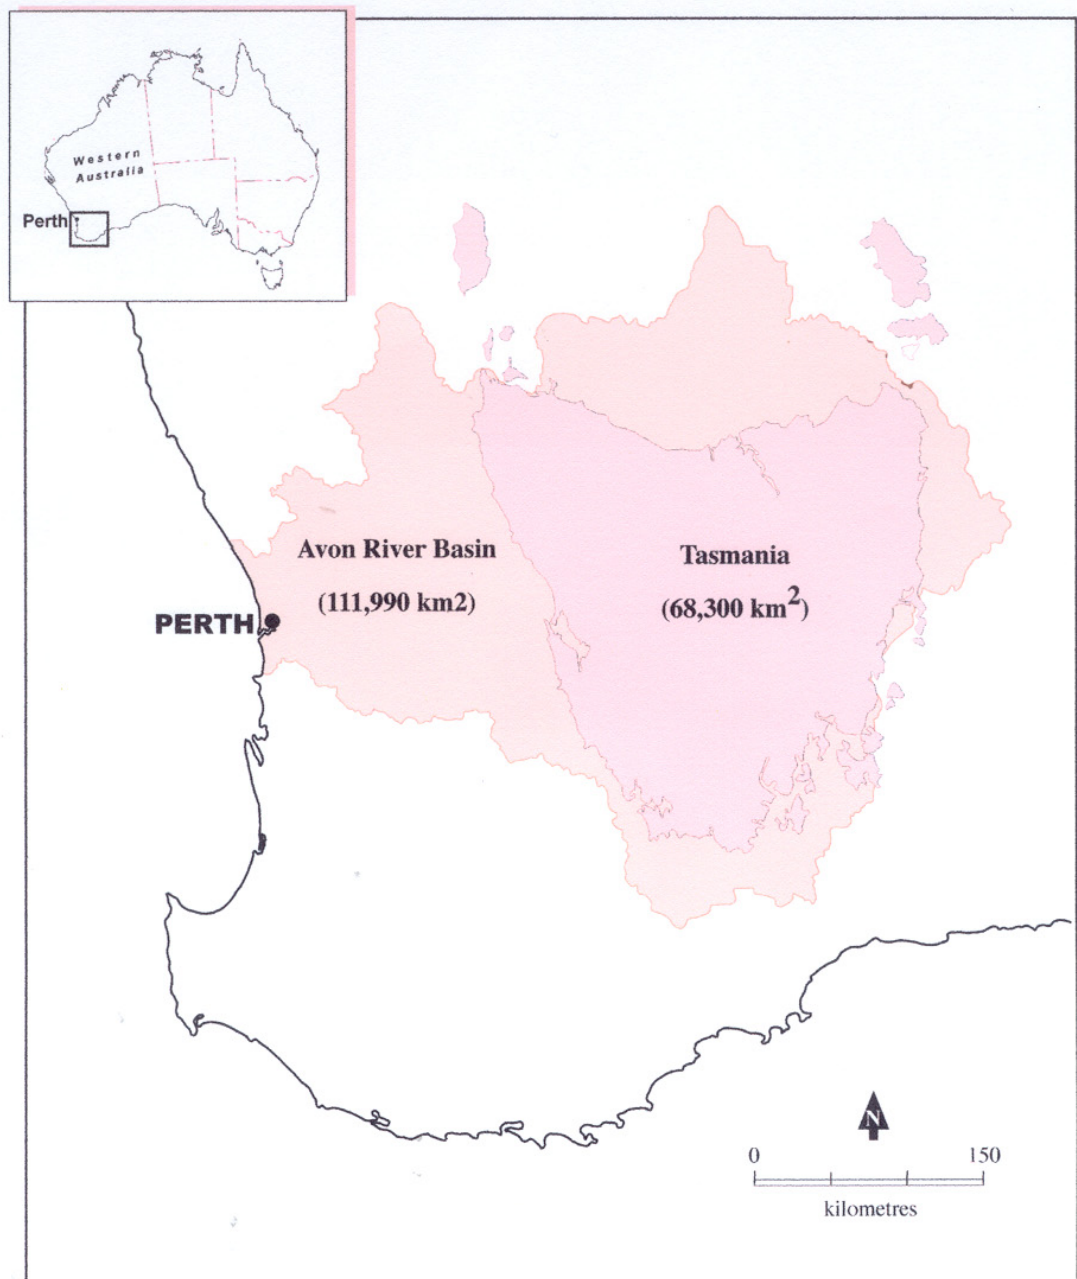 Western
Australia
Perth
Avon River Basin
(111,990 km2)
Tasmania
(68,300 km²)
PERTH
N
0 150
kilometres